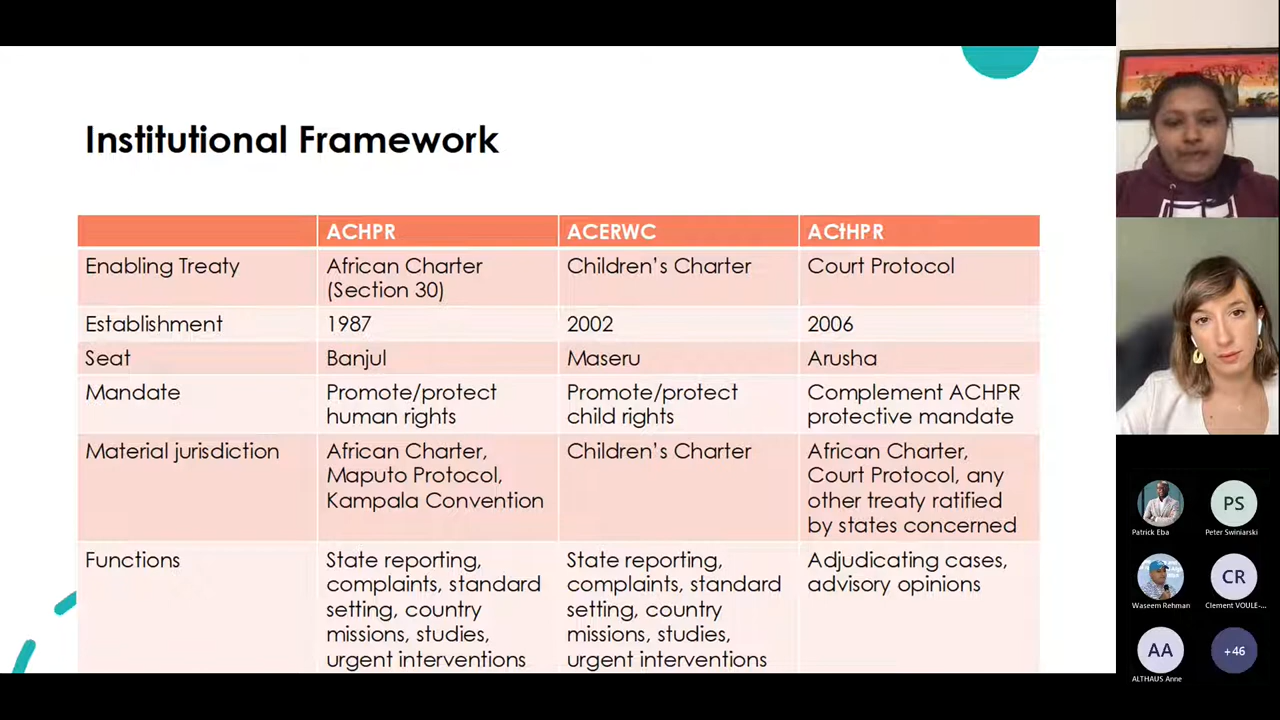 Institutional Framework
ACHPR
ACERWC
ACtHPR
Enabling Treaty
African Charter
(Section 30)
Children’s Charter
Court Protocol
Establishment
1987
2002
2006
Seat
Banjul
Maseru
Arusha
Mandate
Promote/protect
human rights
Promote/protect
child rights
Complement ACHPR
protective mandate
Material jurisdiction
African Charter,
Maputo Protocol,
Kampala Convention
Children’s Charter
African Charter,
Court Protocol, any
other treaty ratified
by states concerned
Functions
State reporting,
complaints, standard
setting, country
missions, studies,
urgent interventions
State reporting,
complaints, standard
setting, country
missions, studies,
urgent interventions
Adjudicating cases,
advisory opinions
Patrick Eba
PS
Peter Swiniarski
Waseem Rehman
CR
Clement VOULE-...
AA
ALTHAUS Anne
+46